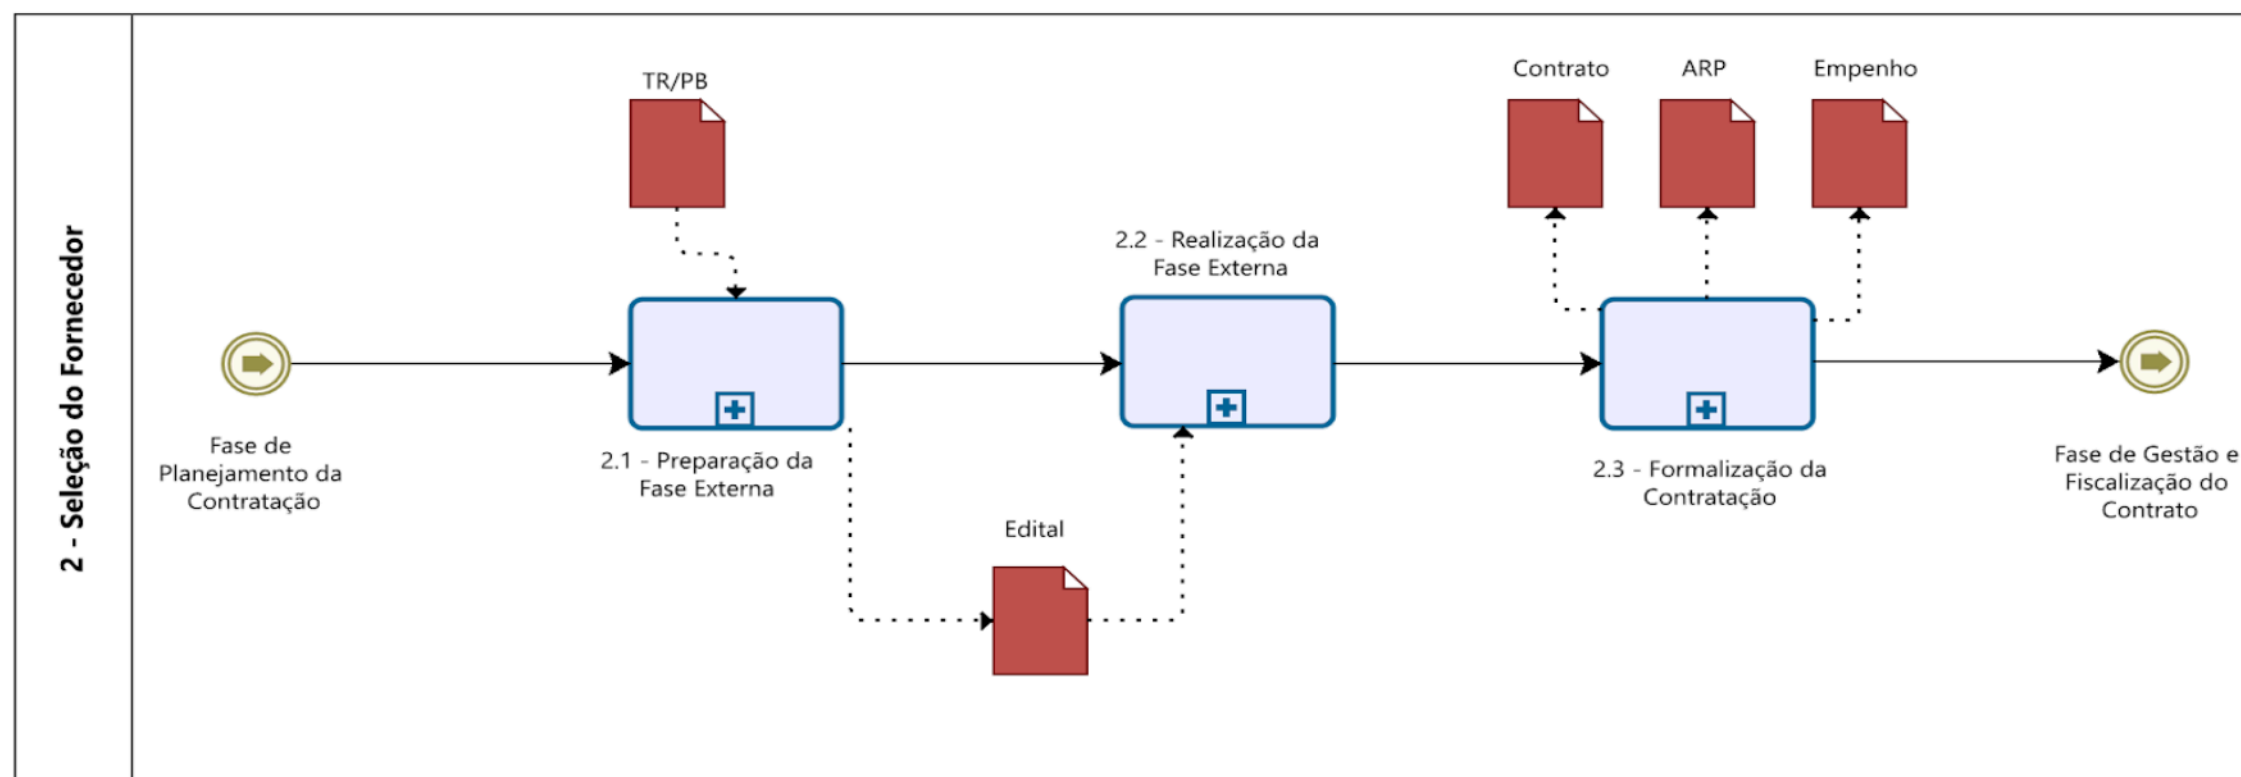 2 - Seleção do Fornecedor
Fase de
Planejamento da
Contratação
TR/PB
2.1 - Preparação da
Fase Externa
Edital
2.2 - Realização da
Fase Externa
Contrato
ARP
Empenho
2.3 - Formalização da
Contratação
Fase de Gestão e
Fiscalização do
Contrato